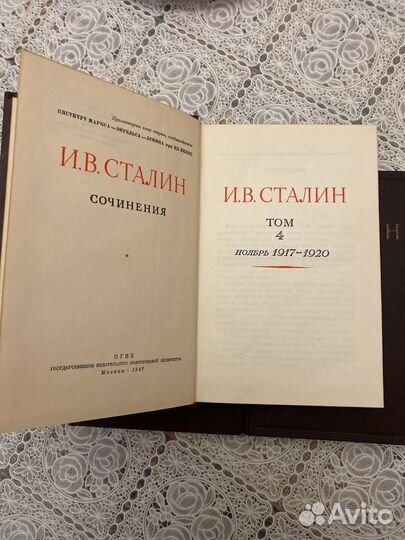 Пролетарии всех стран, соединяйтесь!
ИНСТИТУТ МАРКСА—ЭНГЕЛЬСА—ЛЕНИНА при ЦК ВКП(б)
И.В.СТАЛИН
СОЧИНЕНИЯ
ОГИЗ
ГОСУДАРСТВЕННОЕ ИЗДАТЕЛЬСТВО ПОЛИТИЧЕСКОЙ ЛИТЕРАТУРЫ
Москва · 1947
И.В.СТАЛИН
ТОМ
4
НОЯБРЬ 1917–1920
Н
Avito